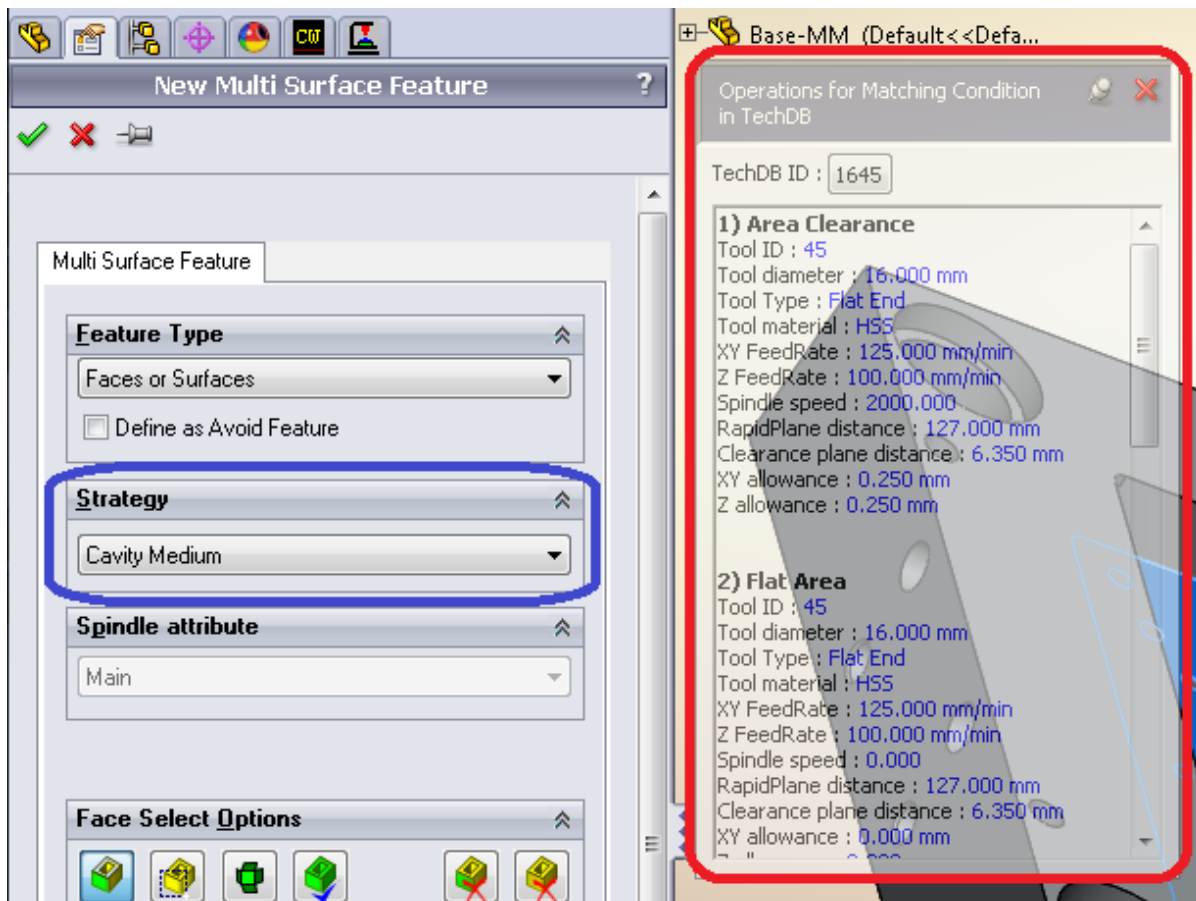 CW
New Multi Surface Feature ?
Multi Surface Feature
Feature Type
Faces or Surfaces
Define as Avoid Feature
Strategy
Cavity Medium
Spindle attribute
Main
Face Select Options
Base-MM (Default<<Defa...
Operations for Matching Condition
in TechDB
TechDB ID : 1645
1) Area Clearance
Tool ID : 45
Tool diameter : 16.000 mm
Tool Type : Flat End
Tool material : HSS
XY FeedRate : 125.000 mm/min
Z FeedRate : 100.000 mm/min
Spindle speed : 2000.000
RapidPlane distance : 127.000 mm
Clearance plane distance : 6.350 mm
XY allowance : 0.250 mm
Z allowance : 0.250 mm
2) Flat Area
Tool ID : 45
Tool diameter : 16.000 mm
Tool Type : Flat End
Tool material : HSS
XY FeedRate : 125.000 mm/min
Z FeedRate : 100.000 mm/min
Spindle speed : 0.000
RapidPlane distance : 127.000 mm
Clearance plane distance : 6.350 mm
XY allowance : 0.000 mm